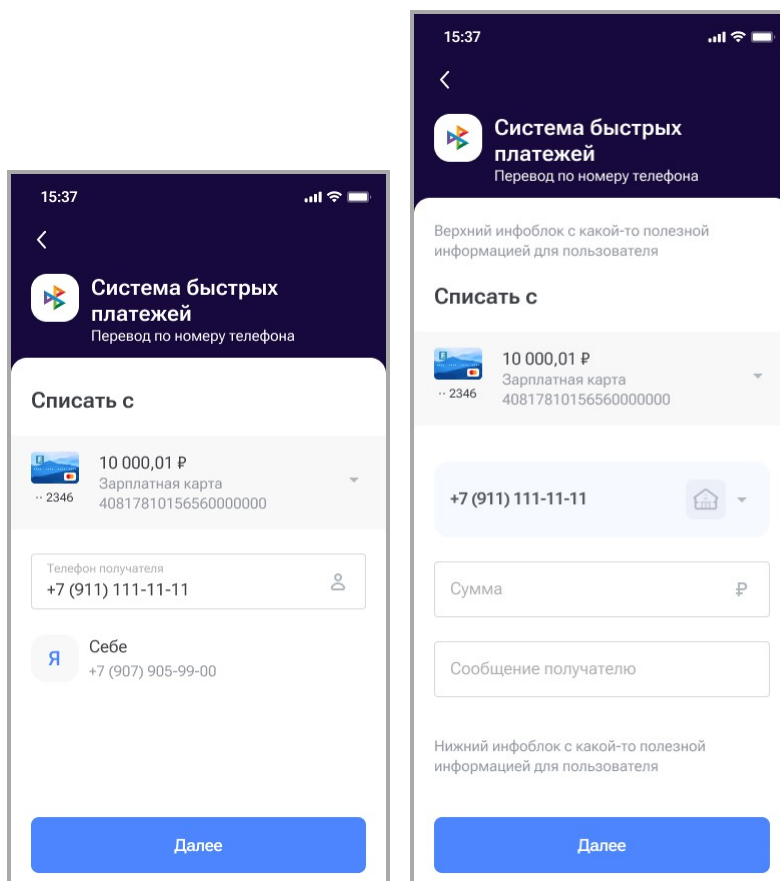 15:37
Система быстрых
платежей
Перевод по номеру телефона
Списать с
10 000,01 ₽
Зарплатная карта
·· 2346
40817810156560000000
Телефон получателя
+7 (911) 111-11-11
Я
Себе
+7 (907) 905-99-00
Далее
15:37
Система быстрых
платежей
Перевод по номеру телефона
Верхний инфоблок с какой-то полезной
информацией для пользователя
Списать с
10 000,01 ₽
Зарплатная карта
·· 2346
40817810156560000000
+7 (911) 111-11-11
Сумма ₽
Сообщение получателю
Нижний инфоблок с какой-то полезной
информацией для пользователя
Далее